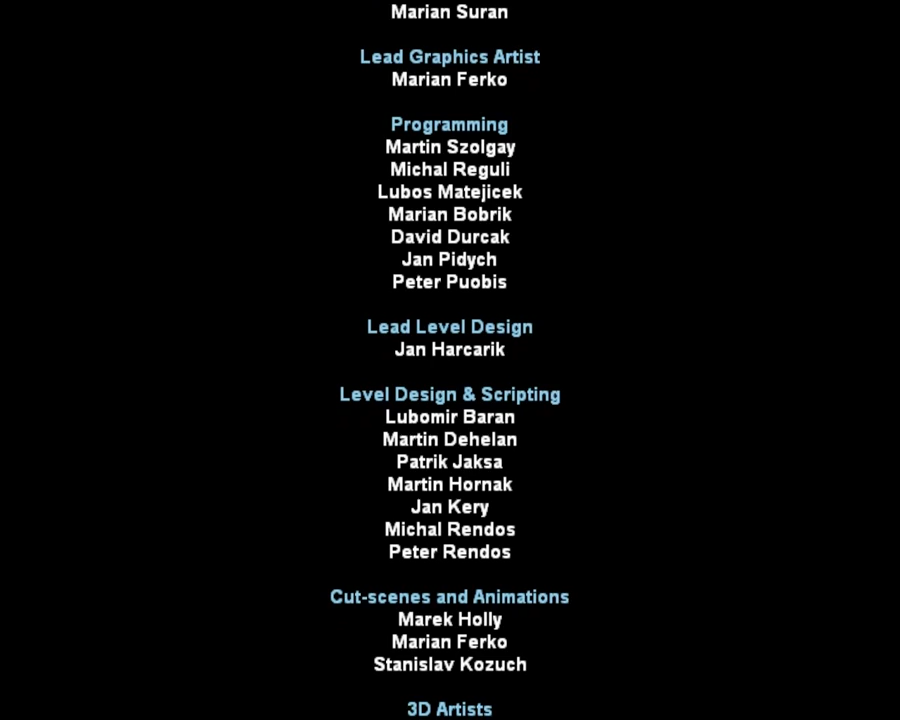 Marian Suran
Lead Graphics Artist
Marian Ferko
Programming
Martin Szolgay
Michal Reguli
Lubos Matejicek
Marian Bobrik
David Durcak
Jan Pidych
Peter Puobis
Lead Level Design
Jan Harcarik
Level Design & Scripting
Lubomir Baran
Martin Dehelan
Patrik Jaksa
Martin Hornak
Jan Kery
Michal Rendos
Peter Rendos
Cut-scenes and Animations
Marek Holly
Marian Ferko
Stanislav Kozuch
3D Artists